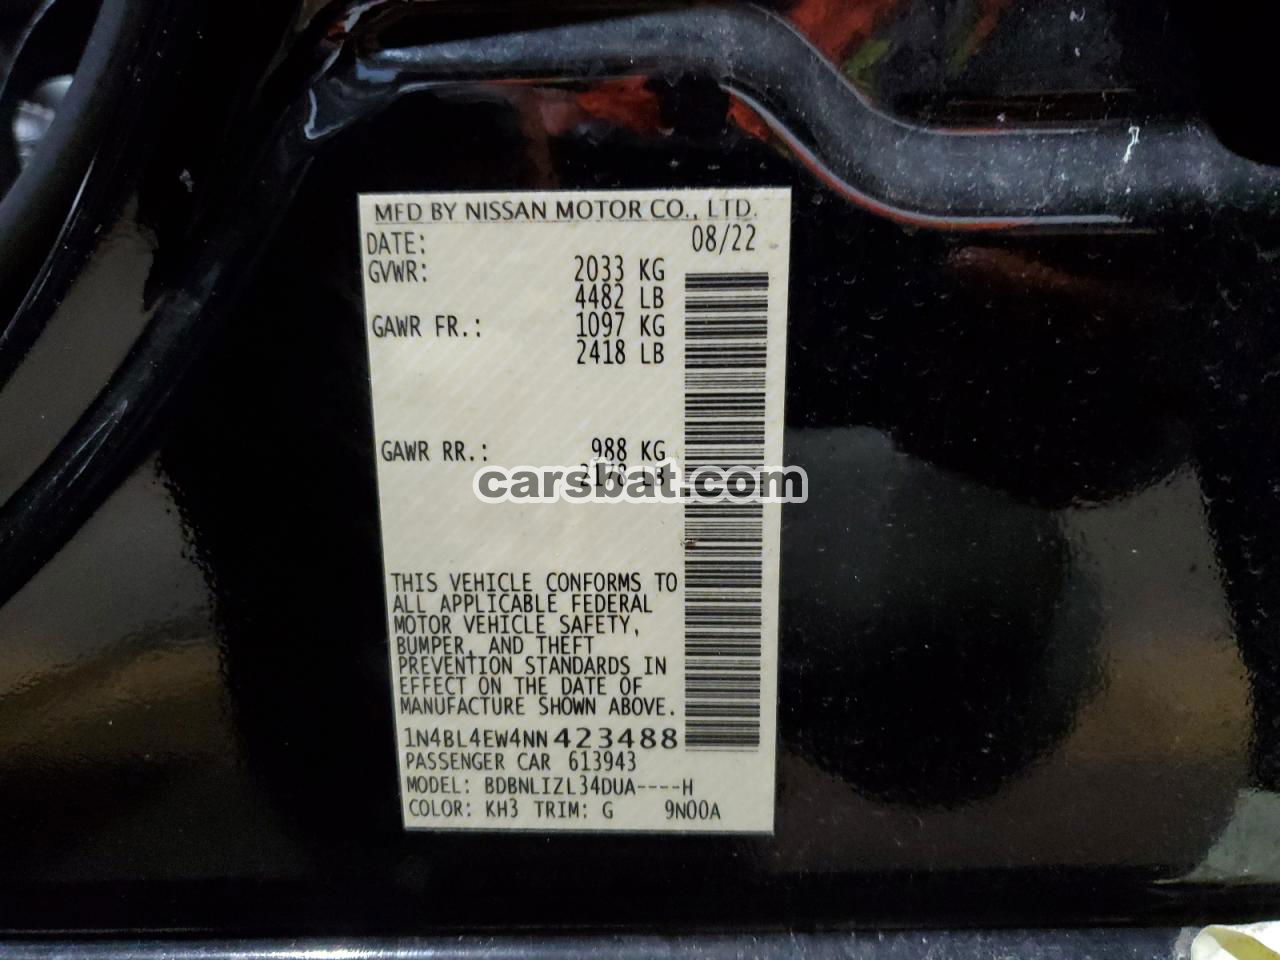 MFD BY NISSAN MOTOR CO., LTD.
DATE: 08/22
GVWR: 2033 KG
4482 LB
GAWR FR.: 1097 KG
2418 LB
GAWR RR.: 988 KG
2178 LB
carsbat.com
THIS VEHICLE CONFORMS TO
ALL APPLICABLE FEDERAL
MOTOR VEHICLE SAFETY,
BUMPER, AND THEFT
PREVENTION STANDARDS IN
EFFECT ON THE DATE OF
MANUFACTURE SHOWN ABOVE.
1N4BL4EW4NN423488
PASSENGER CAR 613943
MODEL: BDBNLIZL34DUA----H
COLOR: KH3 TRIM: G 9N00A